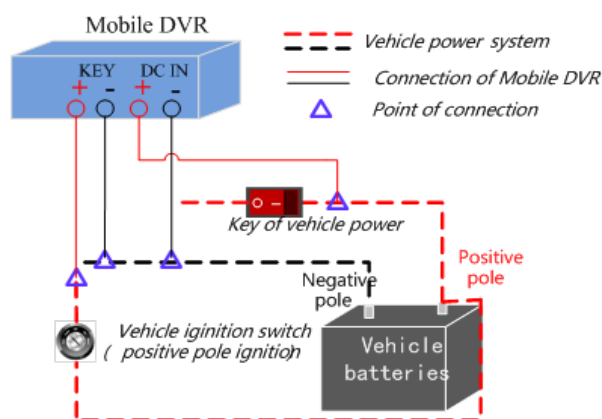 Mobile DVR
KEY DC IN
+ - + -
Vehicle power system
Connection of Mobile DVR
Point of connection
Key of vehicle power
Negative
pole
Positive
pole
Vehicle iginition switch
( positive pole ignition)
Vehicle
batteries